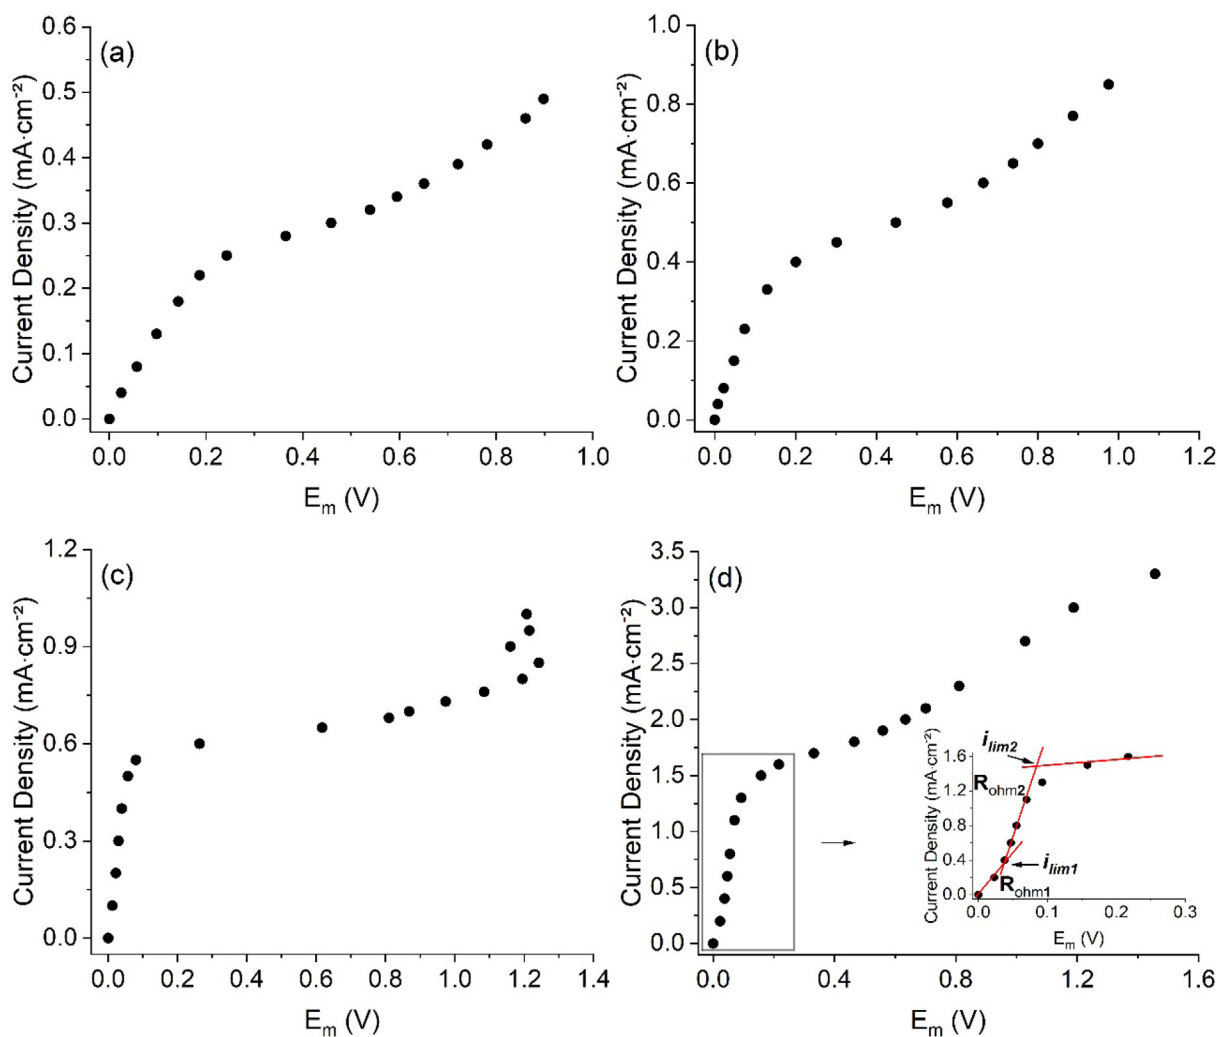 (a)
Current Density (mA·cm⁻²)
0.6
0.5
0.4
0.3
0.2
0.1
0.0
0.0 0.2 0.4 0.6 0.8 1.0
Eₘ (V)
(b)
Current Density (mA·cm⁻²)
1.0
0.8
0.6
0.4
0.2
0.0
0.0 0.2 0.4 0.6 0.8 1.0 1.2
Eₘ (V)
(c)
Current Density (mA·cm⁻²)
1.2
0.9
0.6
0.3
0.0
0.0 0.2 0.4 0.6 0.8 1.0 1.2 1.4
Eₘ (V)
(d)
Current Density (mA·cm⁻²)
3.5
3.0
2.5
2.0
1.5
1.0
0.5
0.0
0.0 0.4 0.8 1.2 1.6
Eₘ (V)
Current Density (mA·cm⁻²)
1.6
1.2
0.8
0.4
0.0
i_lim2
R_ohm2
i_lim1
R_ohm1
0.0 0.1 0.2 0.3
Eₘ (V)